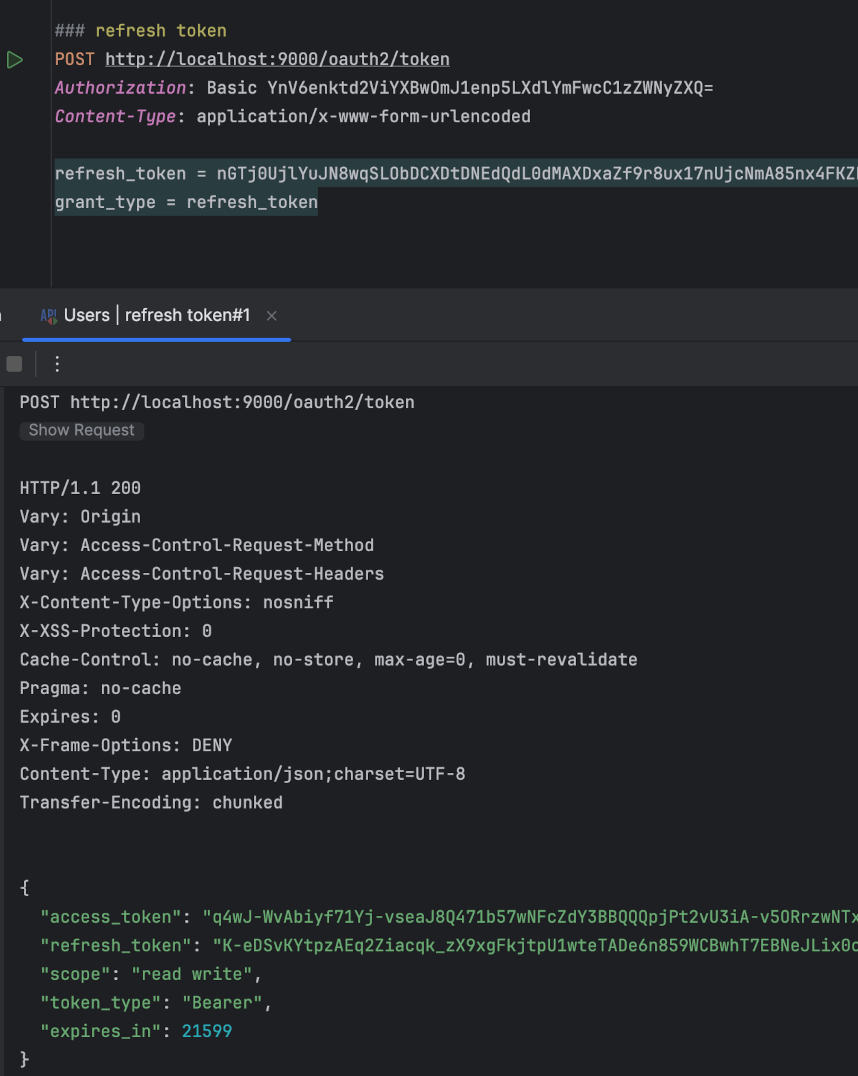 ### refresh token
POST http://localhost:9000/oauth2/token
Authorization: Basic YnV6enktd2ViYXBwOmJ1enp5LXdlYmFwcC1zZWNyZXQ=
Content-Type: application/x-www-form-urlencoded
refresh_token = nGTj0UjlYuJN8wqSLObDCXDtDNEdQdL0dMAXDxaZf9r8ux17nUjcNmA85nx4FKZ
grant_type = refresh_token
API Users | refresh token#1 ×
POST http://localhost:9000/oauth2/token
Show Request
HTTP/1.1 200
Vary: Origin
Vary: Access-Control-Request-Method
Vary: Access-Control-Request-Headers
X-Content-Type-Options: nosniff
X-XSS-Protection: 0
Cache-Control: no-cache, no-store, max-age=0, must-revalidate
Pragma: no-cache
Expires: 0
X-Frame-Options: DENY
Content-Type: application/json;charset=UTF-8
Transfer-Encoding: chunked
{
"access_token": "q4wJ-WvAbiyf71Yj-vseaJ8Q471b57wNFcZdY3BBQQQpjPt2vU3iA-v5ORrzwNTx
"refresh_token": "K-eDSvKYtpzAEq2Ziacqk_zX9xgFkjtpU1wteTADe6n859WCBwhT7EBNeJLix0c
"scope": "read write",
"token_type": "Bearer",
"expires_in": 21599
}